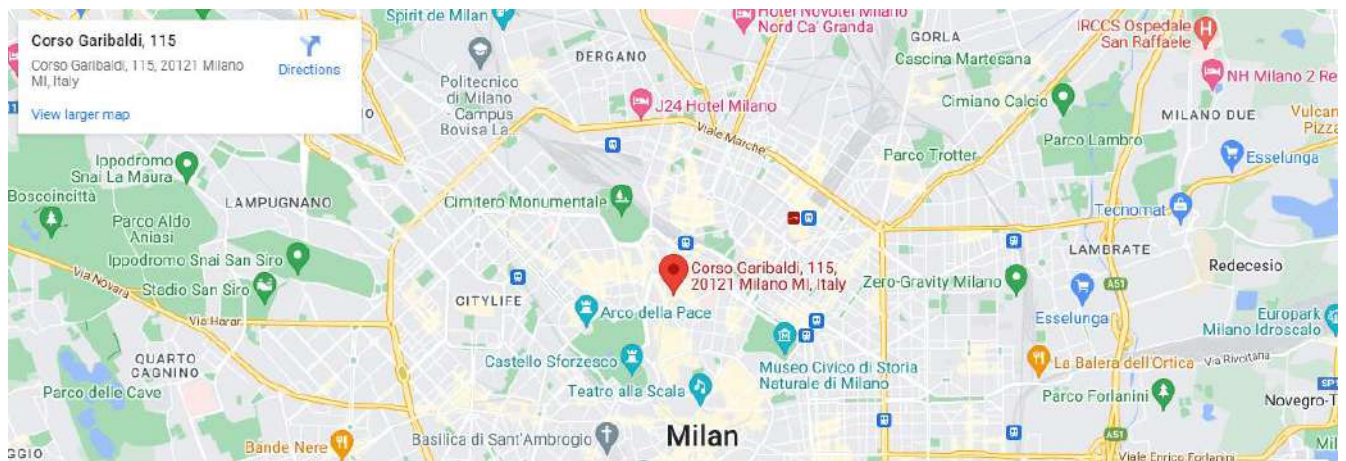 Corso Garibaldi, 115
Corso Garibaldi, 115, 20121 Milano
MI, Italy
Directions
View larger map
Spirit de Milan
Hotel Novotel Milano
Nord Ca' Granda
GORLA
Cascina Martesana
IRCCS Ospedale
San Raffaele
DERGANO
Politecnico
di Milano
- Campus
Bovisa La
J24 Hotel Milano
Cimiano Calcio
NH Milano 2 Re
MILANO DUE
Vulcan
Pizza
Viale Marche
Parco Trotter
Parco Lambro
Esselunga
Ippodromo
Snai La Maura
Boscoincittà
LAMPUGNANO
Cimitero Monumentale
Tecnomat
Parco Aldo
Aniasi
LAMBRATE
Ippodromo Snai San Siro
Via Novara
Stadio San Siro
Corso Garibaldi, 115,
20121 Milano MI, Italy
Zero-Gravity Milano
Redecesio
A51
CITYLIFE
Arco della Pace
Via Harar
Esselunga
Europark
Milano Idroscalo
QUARTO
CAGNINO
Castello Sforzesco
Museo Civico di Storia
Naturale di Milano
La Balera dell'Ortica
Via Rivoltana
Parco delle Cave
Teatro alla Scala
Parco Forlanini
SP1
Novegro-T
Bande Nere
Basilica di Sant'Ambrogio
Milan
A51
Mil
GGIO
Viale Enrico Forlanini